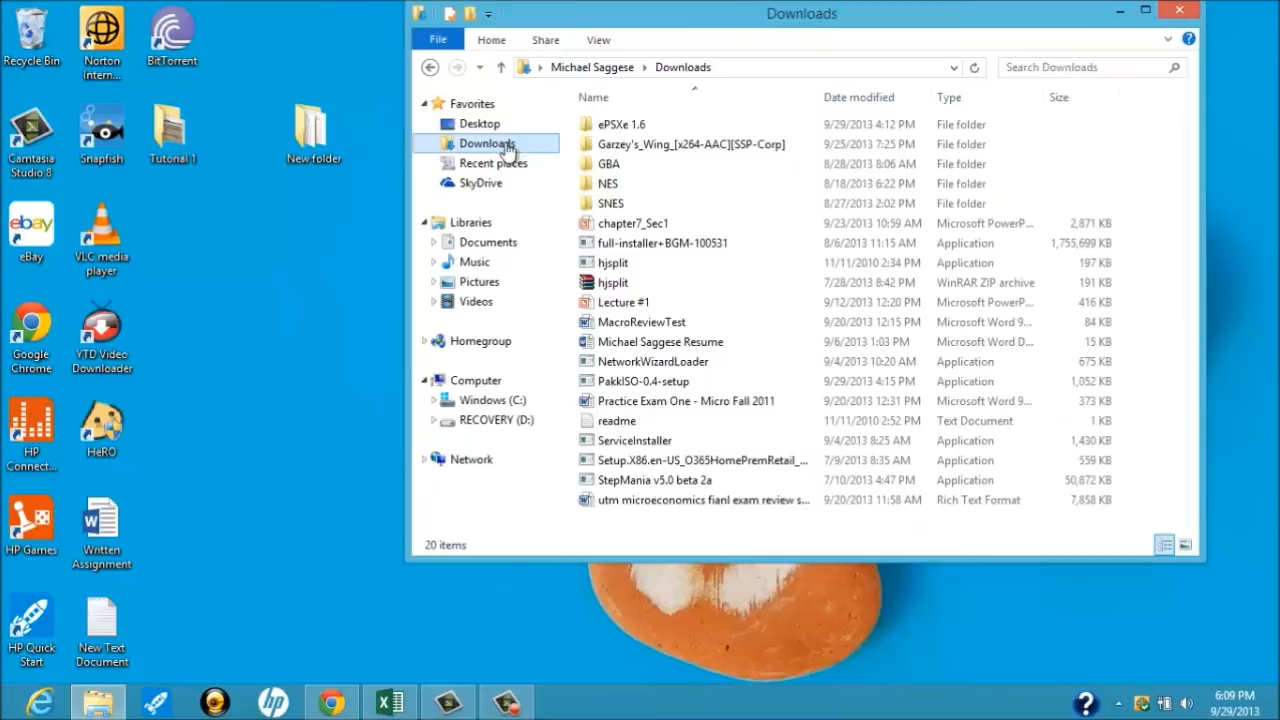 Recycle Bin
Norton
Intern...
BitTorrent
Camtasia
Studio 8
Snapfish
Tutorial 1
New folder
ebay
eBay
VLC media
player
Google
Chrome
YTD Video
Downloader
HP
Connect...
HeRO
HP Games
Written
Assignment
HP Quick
Start
New Text
Document
Downloads
File Home Share View
Michael Saggese Downloads Search Downloads
Name Date modified Type Size
Favorites
Desktop
Downloads
Recent places
SkyDrive
Libraries
Documents
Music
Pictures
Videos
Homegroup
Computer
Windows (C:)
RECOVERY (D:)
Network
ePSXe 1.6 9/29/2013 4:12 PM File folder
Garzey's_Wing_[x264-AAC][SSP-Corp] 9/25/2013 7:25 PM File folder
GBA 8/28/2013 8:06 AM File folder
NES 8/18/2013 6:22 PM File folder
SNES 8/27/2013 2:02 PM File folder
chapter7_Sec1 9/23/2013 10:59 AM Microsoft PowerP... 2,871 KB
full-installer+BGM-100531 8/6/2013 11:15 AM Application 1,755,699 KB
hjsplit 11/11/2010 2:34 PM Application 197 KB
hjsplit 7/28/2013 8:42 PM WinRAR ZIP archive 191 KB
Lecture #1 9/12/2013 12:20 PM Microsoft PowerP... 416 KB
MacroReviewTest 9/20/2013 12:15 PM Microsoft Word 9... 84 KB
Michael Saggese Resume 9/6/2013 1:03 PM Microsoft Word D... 15 KB
NetworkWizardLoader 9/4/2013 10:20 AM Application 675 KB
PakkISO-0.4-setup 9/29/2013 4:15 PM Application 1,052 KB
Practice Exam One - Micro Fall 2011 9/20/2013 12:31 PM Microsoft Word 9... 373 KB
readme 11/11/2010 2:52 PM Text Document 1 KB
ServiceInstaller 9/4/2013 8:25 AM Application 1,430 KB
Setup.X86.en-US_O365HomePremRetail_... 7/9/2013 8:35 AM Application 559 KB
StepMania v5.0 beta 2a 7/10/2013 4:47 PM Application 50,872 KB
utm microeconomics fianl exam review s... 9/20/2013 11:58 AM Rich Text Format 7,858 KB
20 items
hp
6:09 PM
9/29/2013